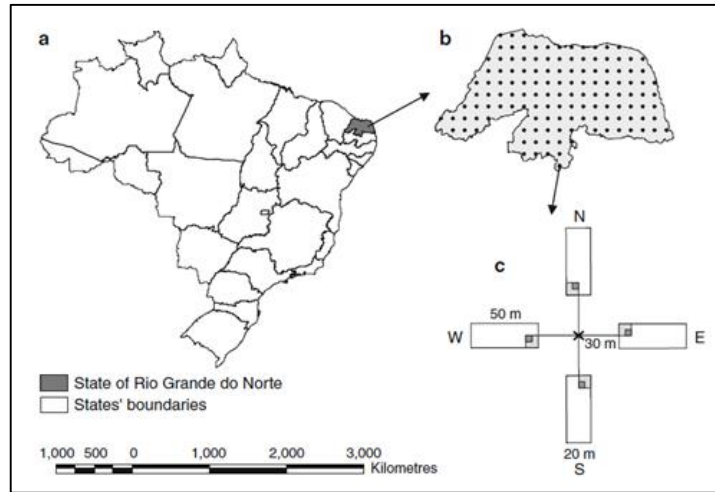 a
b
N
c
50 m
W
E
30 m
20 m
S
State of Rio Grande do Norte
States' boundaries
1,000 500 0 1,000 2,000 3,000
Kilometres